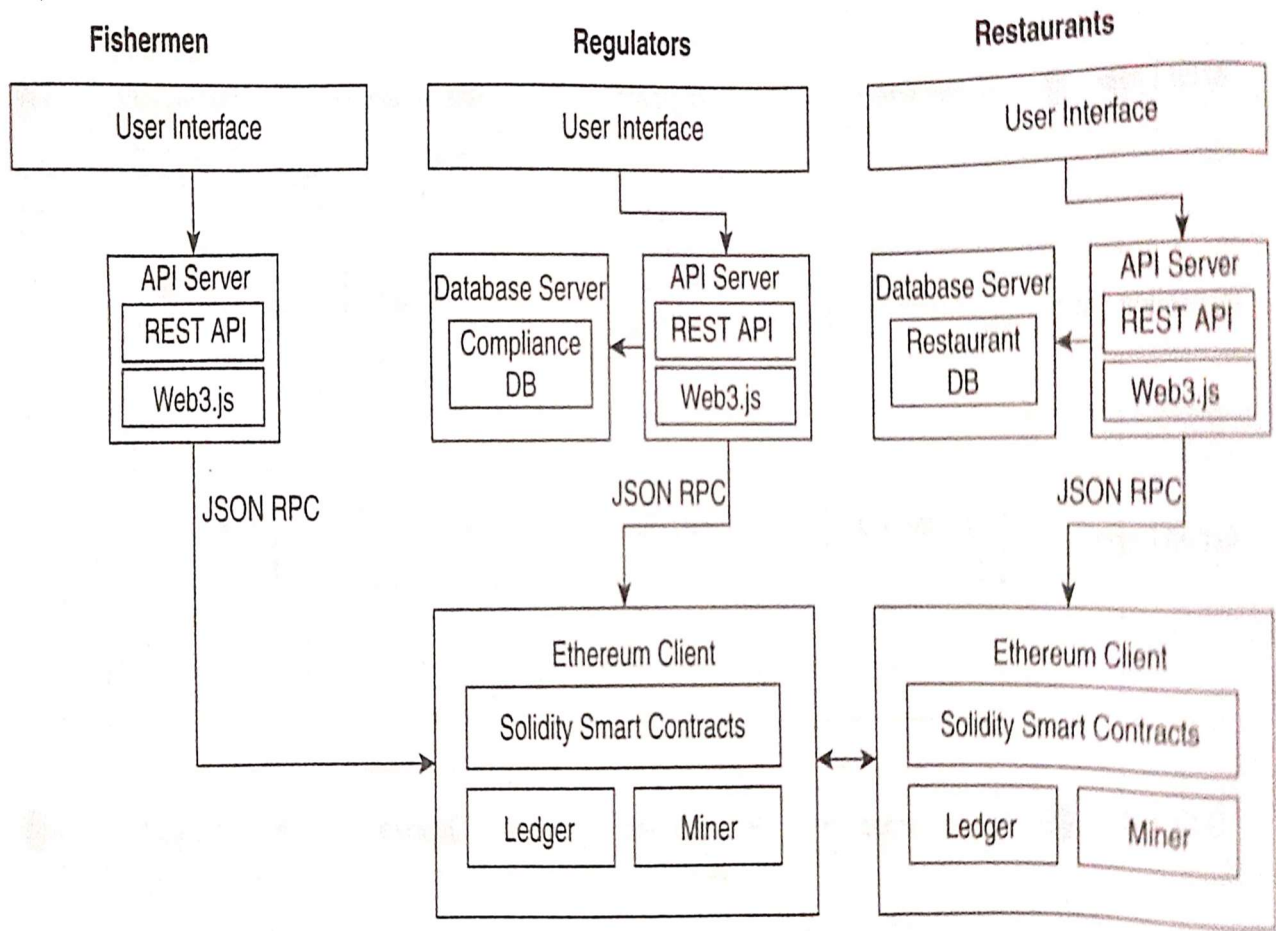 Fishermen
Regulators
Restaurants
User Interface
User Interface
User Interface
API Server
REST API
Web3.js
Database Server
Compliance
DB
API Server
REST API
Web3.js
Database Server
Restaurant
DB
API Server
REST API
Web3.js
JSON RPC
JSON RPC
JSON RPC
Ethereum Client
Solidity Smart Contracts
Ledger
Miner
Ethereum Client
Solidity Smart Contracts
Ledger
Miner